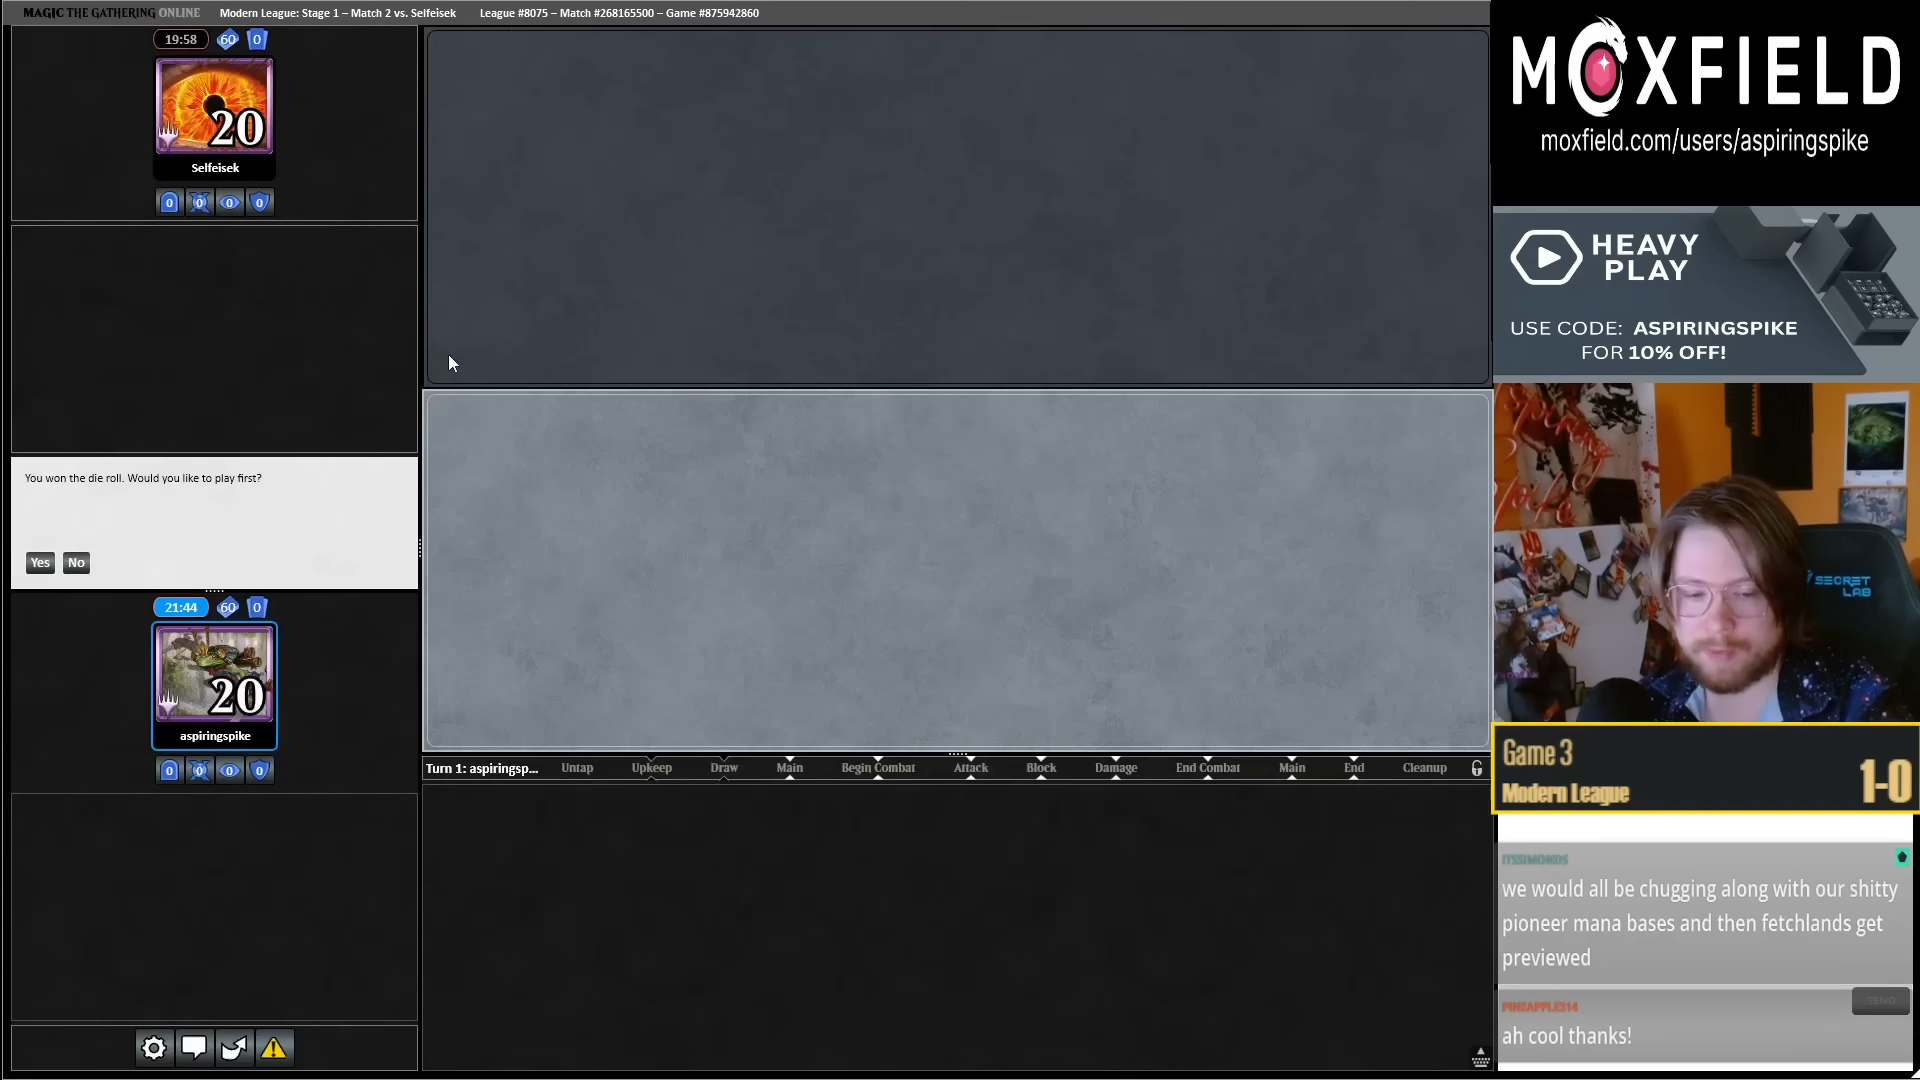 MAGIC THE GATHERING ONLINE
Modern League: Stage 1 – Match 2 vs. Selfeisek
League #8075 – Match #268165500 – Game #875942860
19:58
60
0
20
Selfeisek
0
0
0
0
You won the die roll. Would you like to play first?
Yes
No
21:44
60
0
20
aspiringspike
0
0
0
0
Turn 1: aspiringsp...
Untap
Upkeep
Draw
Main
Begin Combat
Attack
Block
Damage
End Combat
Main
End
Cleanup
MOXFIELD
moxfield.com/users/aspiringspike
HEAVY
PLAY
USE CODE: ASPIRINGSPIKE
FOR 10% OFF!
SECRET
LAB
Game 3
Modern League
1-0
ITSSIMONDS
we would all be chugging along with our shitty
pioneer mana bases and then fetchlands get
previewed
PINEAPPLES14
SEND
ah cool thanks!